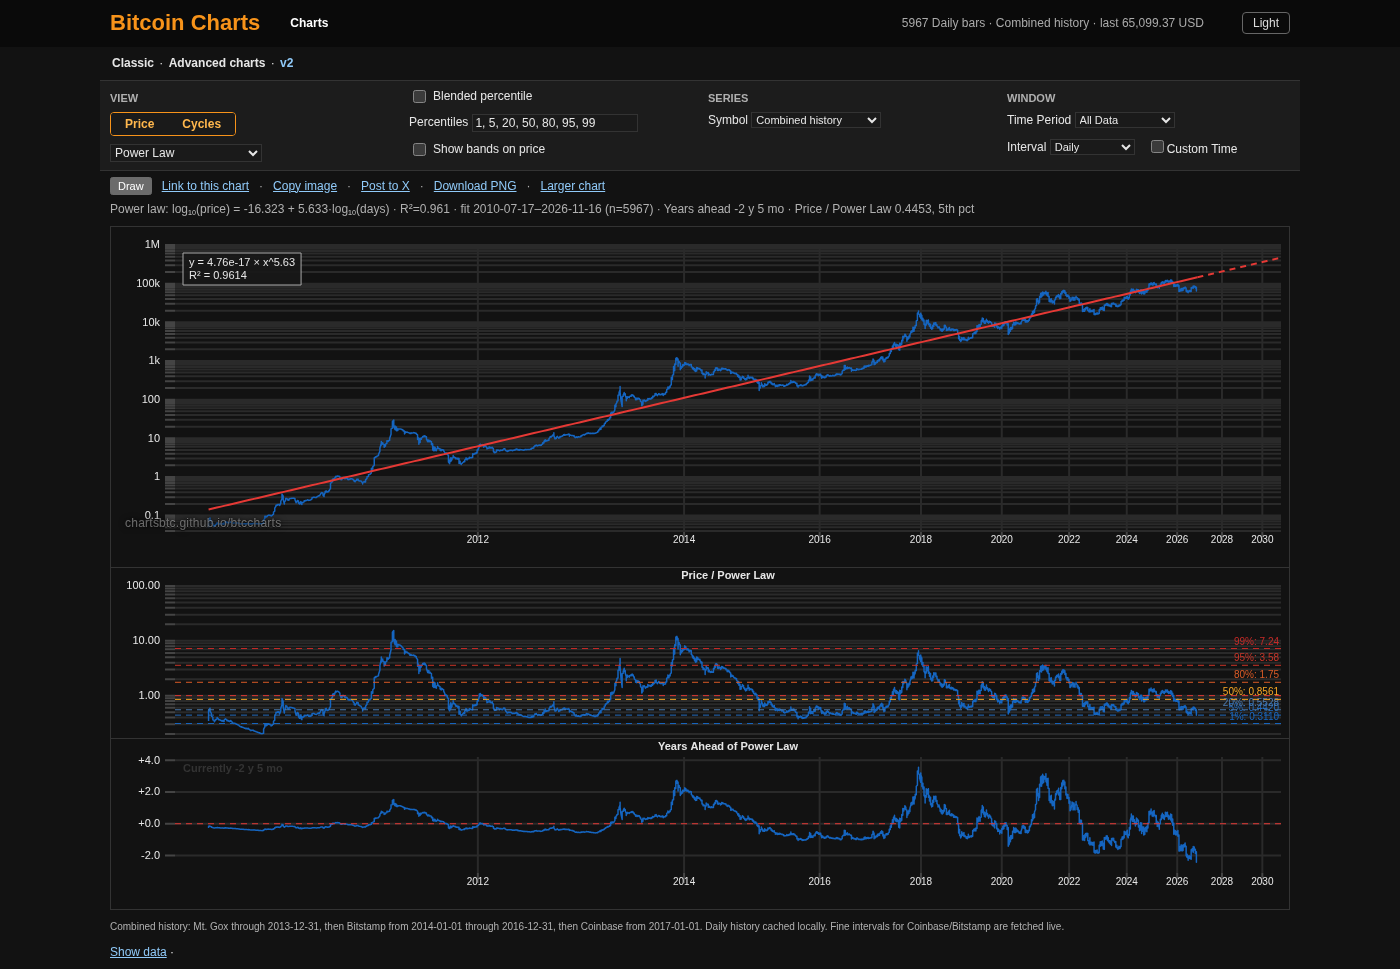 Bitcoin Charts
Charts
5967 Daily bars · Combined history · last 65,099.37 USD
Light
Classic · Advanced charts · v2
VIEW
Price Cycles
Power Law
Blended percentile
Percentiles 1, 5, 20, 50, 80, 95, 99
Show bands on price
SERIES
Symbol Combined history
WINDOW
Time Period All Data
Interval Daily Custom Time
Draw Link to this chart · Copy image · Post to X · Download PNG · Larger chart
Power law: log₁₀(price) = -16.323 + 5.633·log₁₀(days) · R²=0.961 · fit 2010-07-17–2026-11-16 (n=5967) · Years ahead -2 y 5 mo · Price / Power Law 0.4453, 5th pct
y = 4.76e-17 × x^5.63
R² = 0.9614
1M
100k
10k
1k
100
10
1
0.1
chartsbtc.github.io/btccharts
2012 2014 2016 2018 2020 2022 2024 2026 2028 2030
Price / Power Law
100.00
10.00
1.00
99%: 7.24
95%: 3.58
80%: 1.75
50%: 0.8561
1%: 0.3110
Years Ahead of Power Law
Currently -2 y 5 mo
+4.0
+2.0
+0.0
-2.0
2012 2014 2016 2018 2020 2022 2024 2026 2028 2030
Combined history: Mt. Gox through 2013-12-31, then Bitstamp from 2014-01-01 through 2016-12-31, then Coinbase from 2017-01-01. Daily history cached locally. Fine intervals for Coinbase/Bitstamp are fetched live.
Show data ·